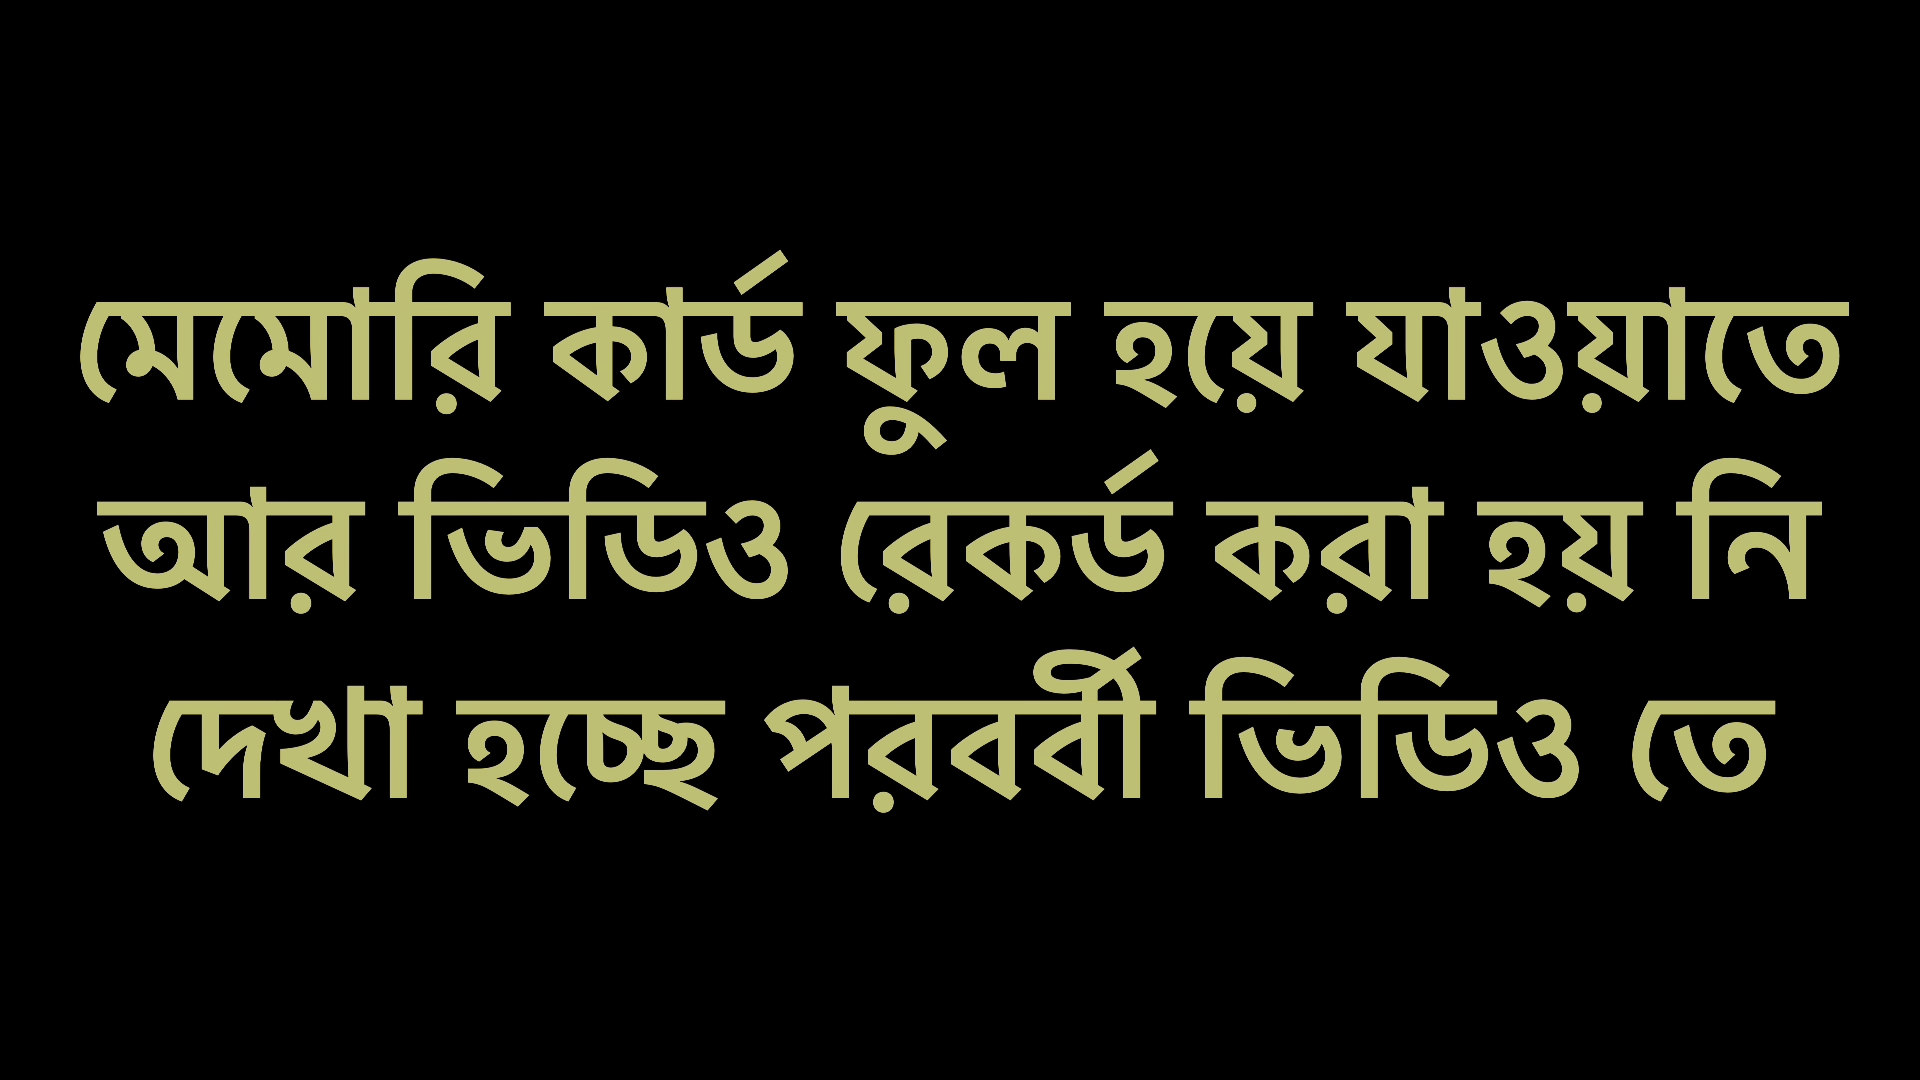 মেমোরি কার্ড ফুল হয়ে যাওয়াতে
আর ভিডিও রেকর্ড করা হয় নি
দেখা হচ্ছে পরবর্বী ভিডিও তে